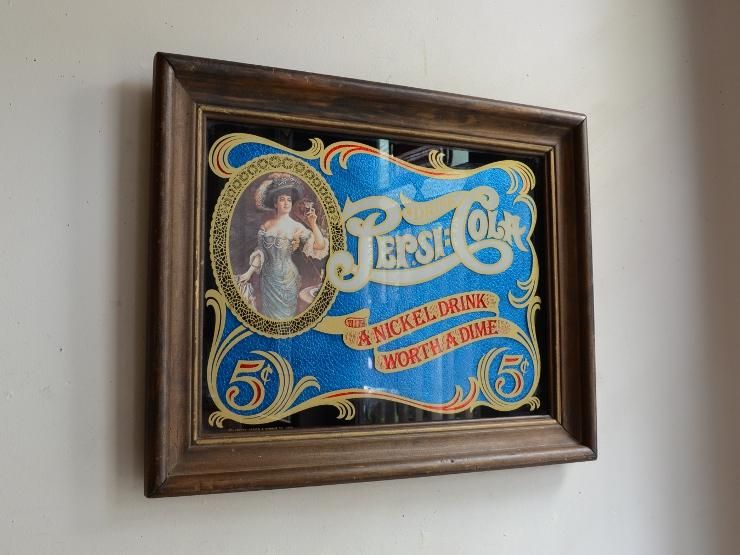 PEPSI:COLA
A NICKEL DRINK
WORTH A DIME
5¢
5¢